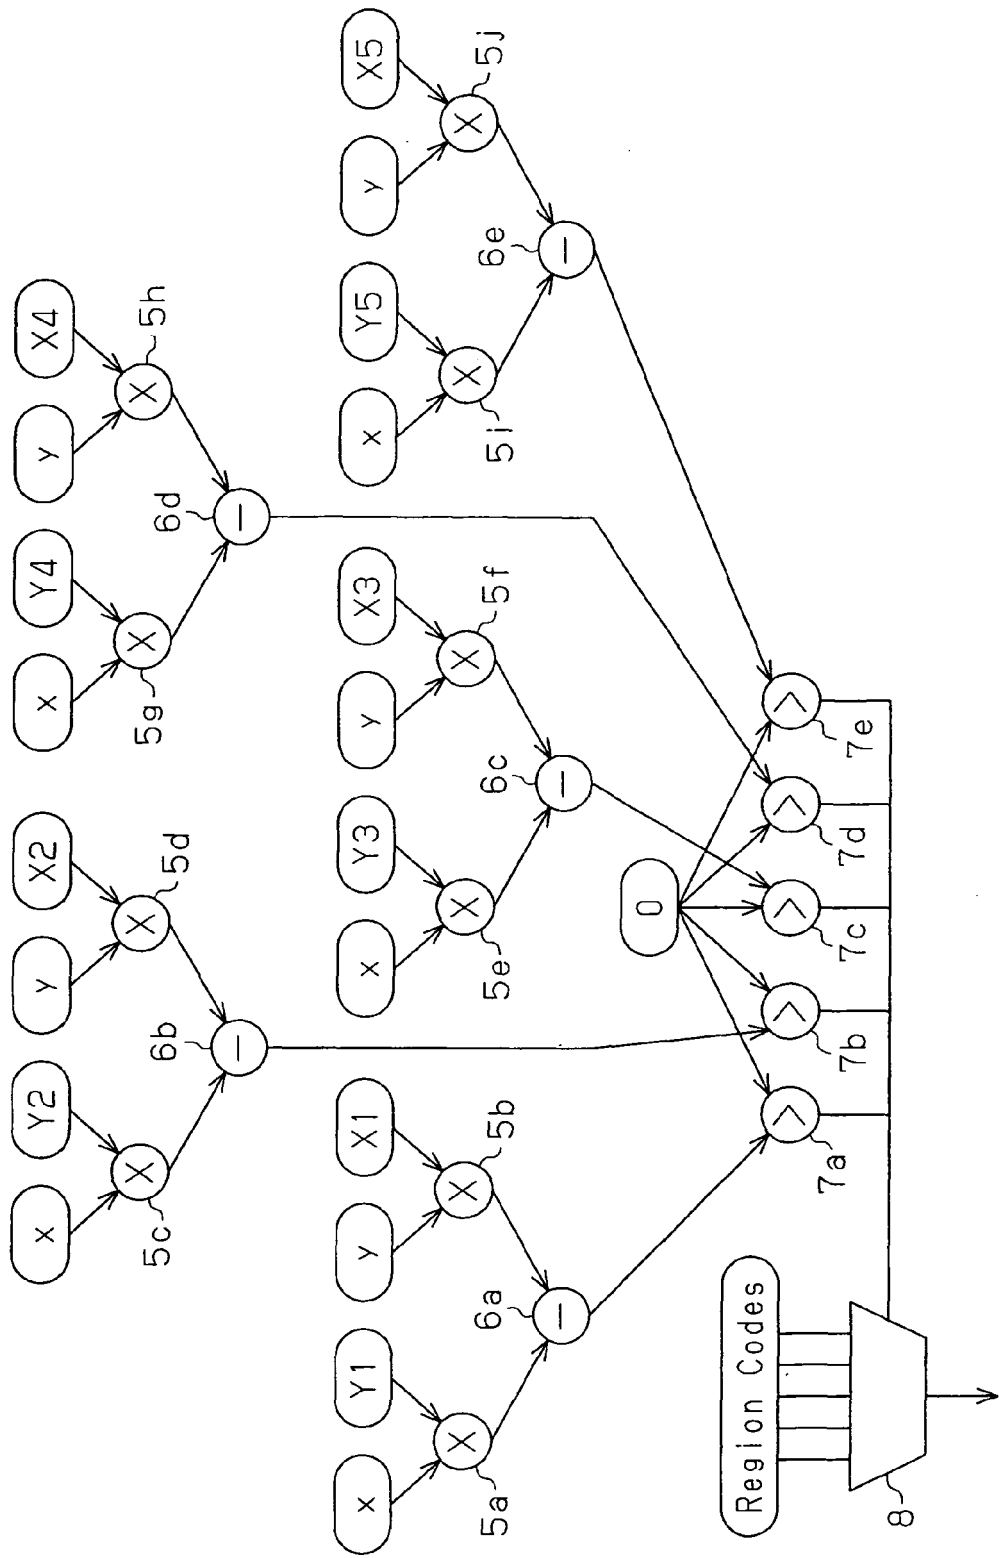 x Y2 y X2 x Y4 y X4
X X X X
5c 5d 5g 5h
6b 6d
− −
x Y1 y X1 x Y3 y X3 x Y5 y X5
X X X X X X
5a 5b 5e 5f 5i 5j
6a 6c 6e
− − −
0
Region Codes
> > > > >
7a 7b 7c 7d 7e
8